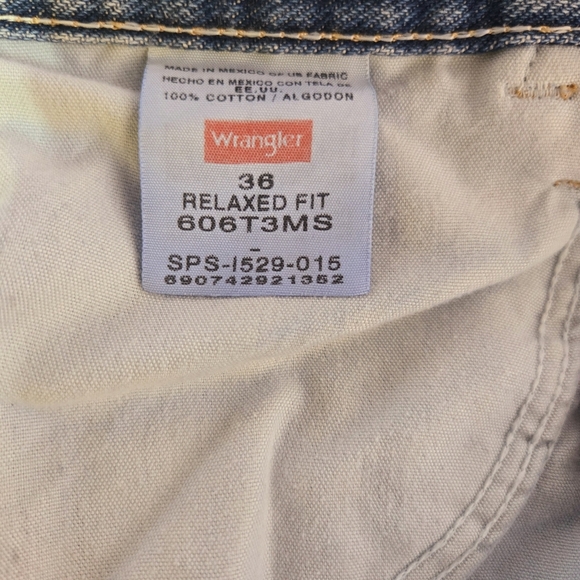 MADE IN MEXICO OF US FABRIC
HECHO EN MEXICO CON TELA DE
EE.UU.
100% COTTON / ALGODON
Wrangler
36
RELAXED FIT
606T3MS
-
SPS-I529-015
690742921352